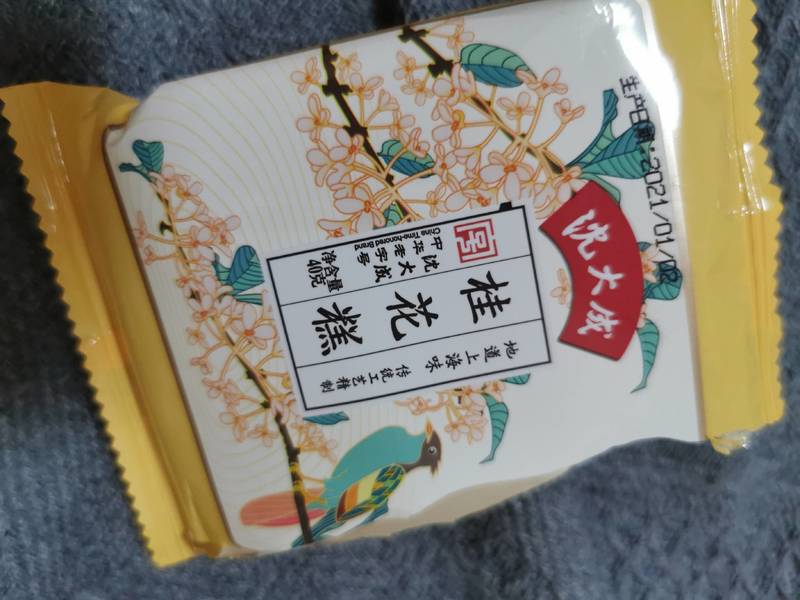 生产日期:2021/01/08
沈大成
地道上海味
传统工艺精制
桂花糕
China Time-honored Brand
中华老字号
沈大成
净含量
40克